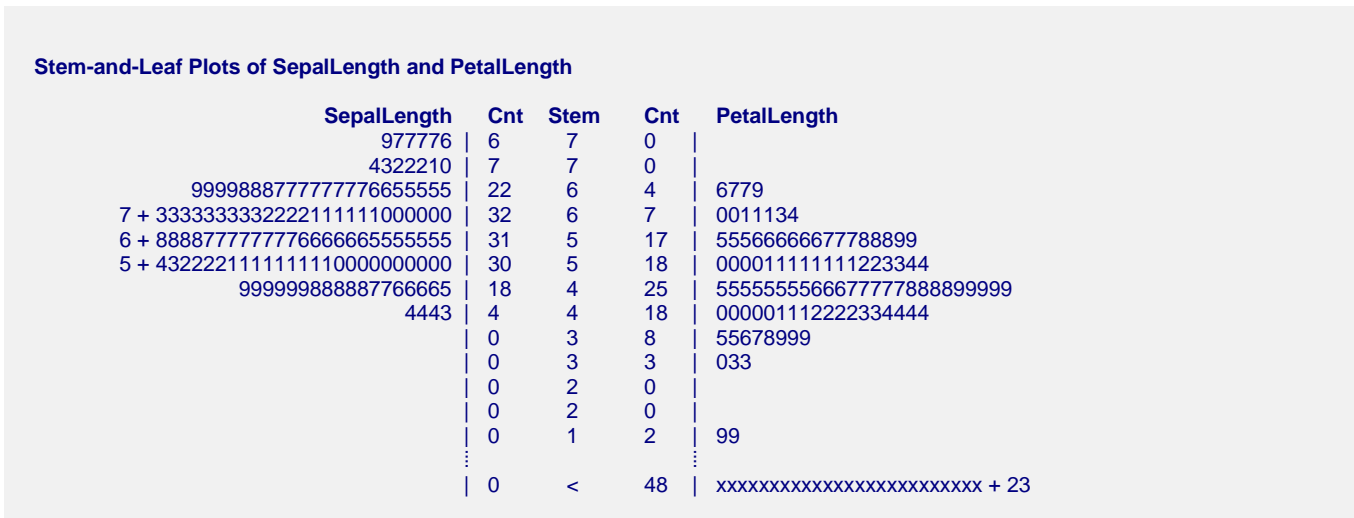 Stem-and-Leaf Plots of SepalLength and PetalLength
SepalLength Cnt Stem Cnt PetalLength
977776 | 6 7 0 |
4322210 | 7 7 0 |
9999888777777776655555 | 22 6 4 | 6779
7 + 3333333332222111111000000 | 32 6 7 | 0011134
6 + 8888777777776666665555555 | 31 5 17 | 55566666677788899
5 + 4322221111111110000000000 | 30 5 18 | 000011111111223344
999999888887766665 | 18 4 25 | 5555555566677777888899999
4443 | 4 4 18 | 000001112222334444
| 0 3 8 | 55678999
| 0 3 3 | 033
| 0 2 0 |
| 0 2 0 |
| 0 1 2 | 99
⁞ ⁞
| 0 < 48 | xxxxxxxxxxxxxxxxxxxxxxxxx + 23